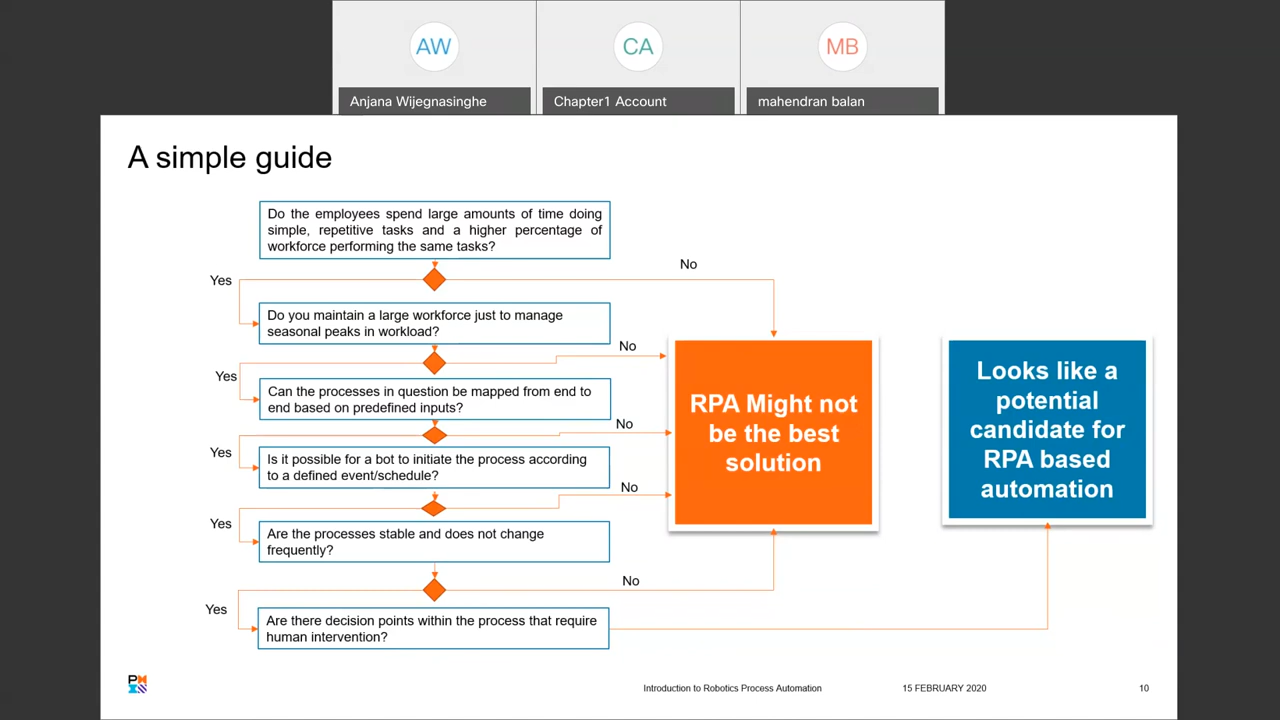 AW
CA
MB
Anjana Wijegnasinghe
Chapter1 Account
mahendran balan
A simple guide
Do the employees spend large amounts of time doing
simple, repetitive tasks and a higher percentage of
workforce performing the same tasks?
No
Yes
Do you maintain a large workforce just to manage
seasonal peaks in workload?
No
Yes
Can the processes in question be mapped from end to
end based on predefined inputs?
No
Yes
Is it possible for a bot to initiate the process according
to a defined event/schedule?
No
Yes
Are the processes stable and does not change
frequently?
No
Yes
Are there decision points within the process that require
human intervention?
RPA Might not
be the best
solution
Looks like a
potential
candidate for
RPA based
automation
PM
Introduction to Robotics Process Automation
15 FEBRUARY 2020
10